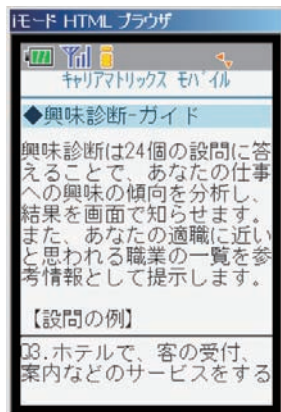 iモード HTML ブラウザ
キャリアマトリックス モバイル
◆興味診断-ガイド
興味診断は24個の設問に答
えることで、あなたの仕事
への興味の傾向を分析し、
結果を画面で知らせます。
また、あなたの適職に近い
と思われる職業の一覧を参
考情報として提示します。
【設問の例】
Q3.ホテルで、客の受付、
案内などのサービスをする